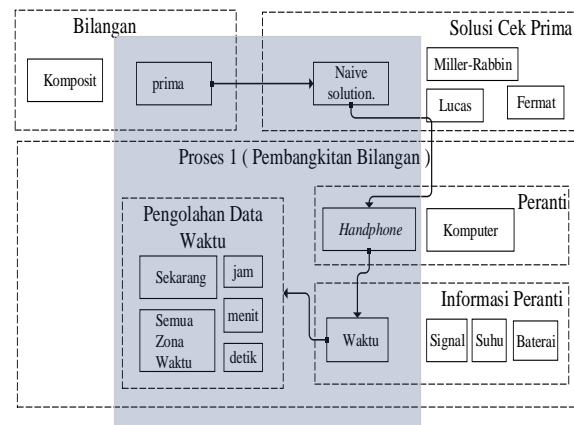 Bilangan
Komposit
prima
Solusi Cek Prima
Naive
solution.
Miller-Rabbin
Lucas
Fermat
Proses 1 ( Pembangkitan Bilangan )
Peranti
Handphone
Komputer
Pengolahan Data
Waktu
Sekarang
jam
Semua
Zona
Waktu
menit
detik
Informasi Peranti
Waktu
Signal
Suhu
Baterai